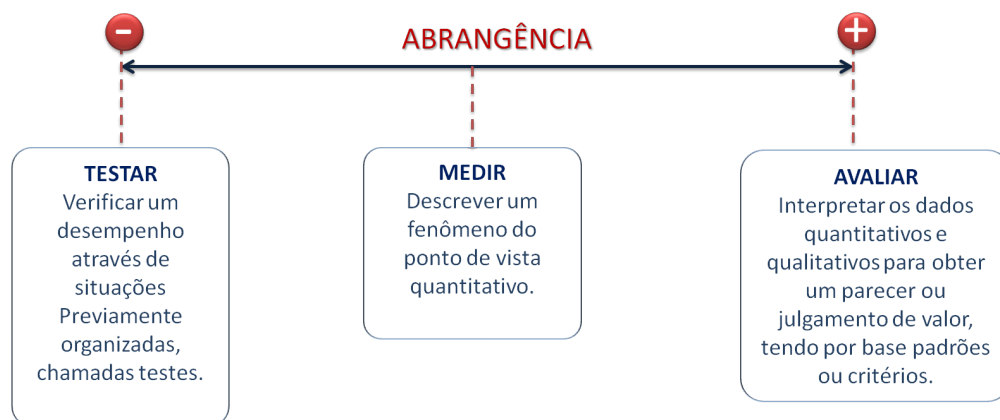 ABRANGÊNCIA
TESTAR
Verificar um
desempenho
através de
situações
Previamente
organizadas,
chamadas testes.
MEDIR
Descrever um
fenômeno do
ponto de vista
quantitativo.
AVALIAR
Interpretar os dados
quantitativos e
qualitativos para obter
um parecer ou
julgamento de valor,
tendo por base padrões
ou critérios.